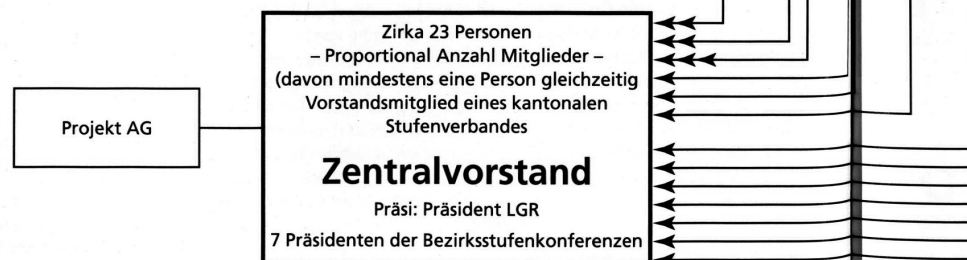 Zirka 23 Personen
– Proportional Anzahl Mitglieder –
(davon mindestens eine Person gleichzeitig
Vorstandsmitglied eines kantonalen
Stufenverbandes
Zentralvorstand
Präsi: Präsident LGR
7 Präsidenten der Bezirksstufenkonferenzen
Projekt AG